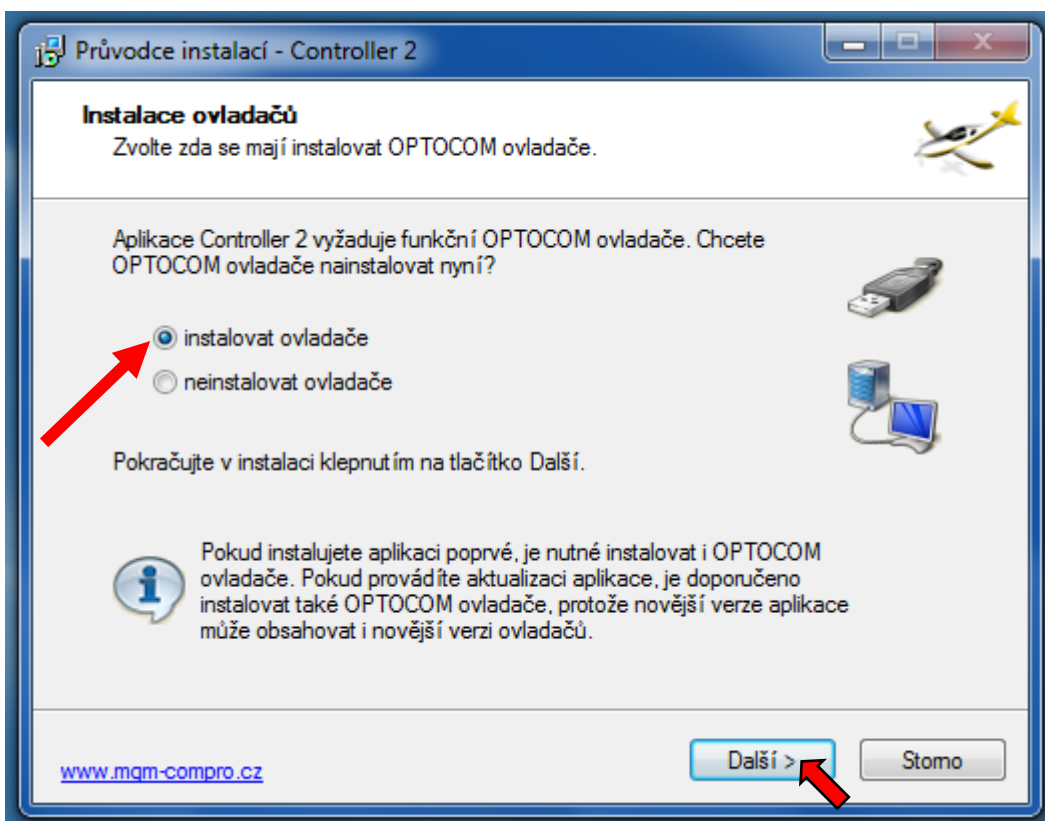 Průvodce instalací - Controller 2
Instalace ovladačů
Zvolte zda se mají instalovat OPTOCOM ovladače.
Aplikace Controller 2 vyžaduje funkční OPTOCOM ovladače. Chcete
OPTOCOM ovladače nainstalovat nyní?
instalovat ovladače
neinstalovat ovladače
Pokračujte v instalaci klepnutím na tlačítko Další.
Pokud instalujete aplikaci poprvé, je nutné instalovat i OPTOCOM
ovladače. Pokud provádíte aktualizaci aplikace, je doporučeno
instalovat také OPTOCOM ovladače, protože novější verze aplikace
může obsahovat i novější verzi ovladačů.
www.mgm-compro.cz
Další >
Storno